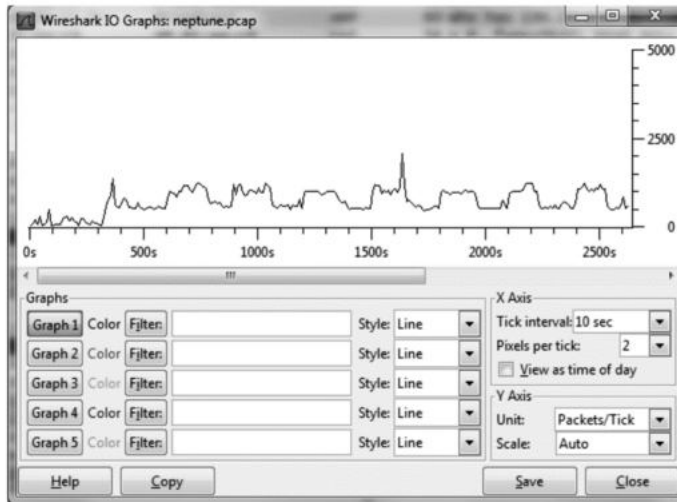 Wireshark IO Graphs: neptune.pcap
5000
2500
0
0s 500s 1000s 1500s 2000s 2500s
Graphs
Graph 1 Color Filter: Style: Line
Graph 2 Color Filter: Style: Line
Graph 3 Color Filter: Style: Line
Graph 4 Color Filter: Style: Line
Graph 5 Color Filter: Style: Line
X Axis
Tick interval: 10 sec
Pixels per tick: 2
View as time of day
Y Axis
Unit: Packets/Tick
Scale: Auto
Help Copy Save Close